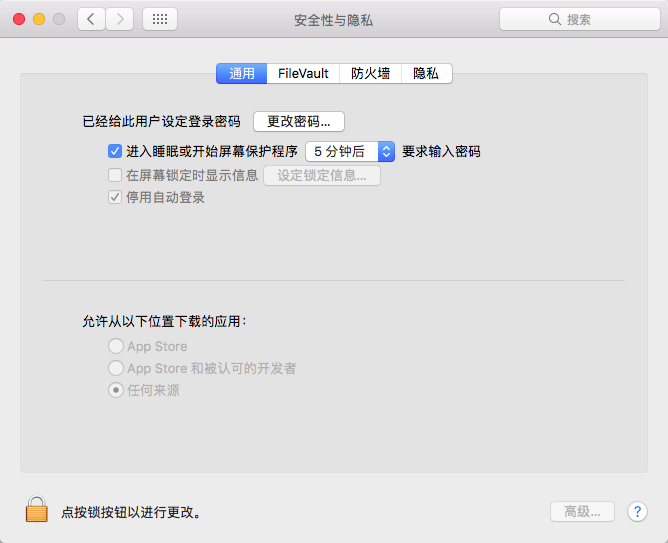 安全性与隐私
搜索
通用 FileVault 防火墙 隐私
已经给此用户设定登录密码 更改密码...
进入睡眠或开始屏幕保护程序 5 分钟后 要求输入密码
在屏幕锁定时显示信息 设定锁定信息...
停用自动登录
允许从以下位置下载的应用：
App Store
App Store 和被认可的开发者
任何来源
点按锁按钮以进行更改。 高级... ?